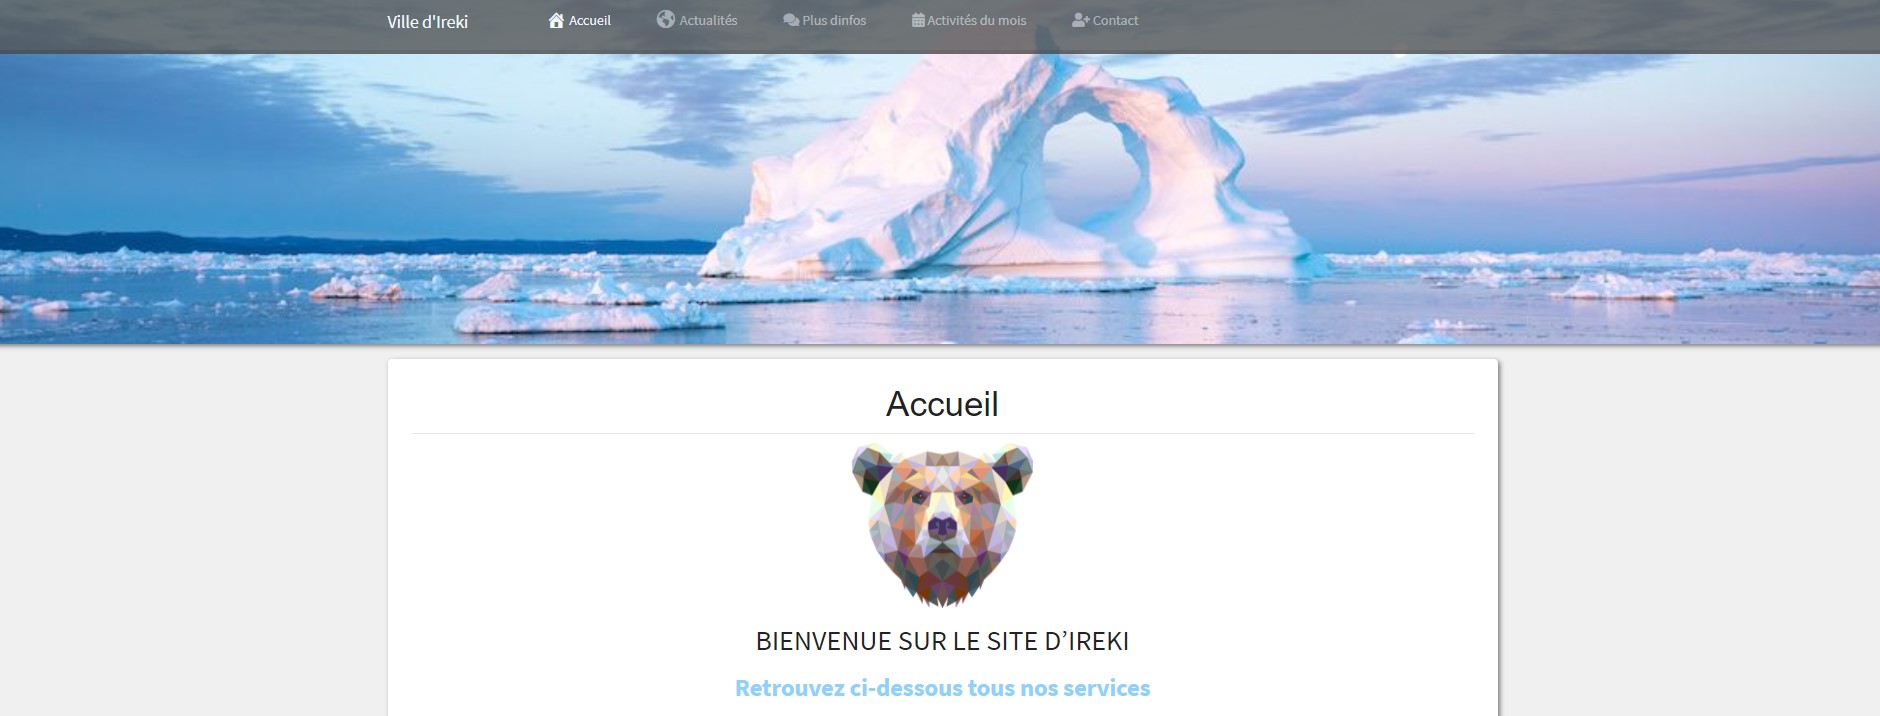 Ville d'Ireki Accueil Actualités Plus dinfos Activités du mois Contact
Accueil
BIENVENUE SUR LE SITE D’IREKI
Retrouvez ci-dessous tous nos services